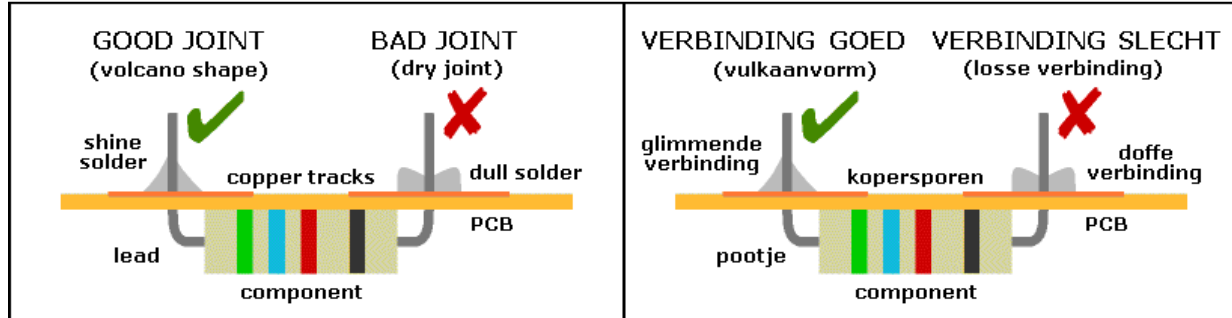 GOOD JOINT
(volcano shape)
BAD JOINT
(dry joint)
shine
solder
copper tracks
dull solder
lead
PCB
component
VERBINDING GOED
(vulkaanvorm)
VERBINDING SLECHT
(losse verbinding)
glimmende
verbinding
kopersporen
doffe
verbinding
pootje
PCB
component